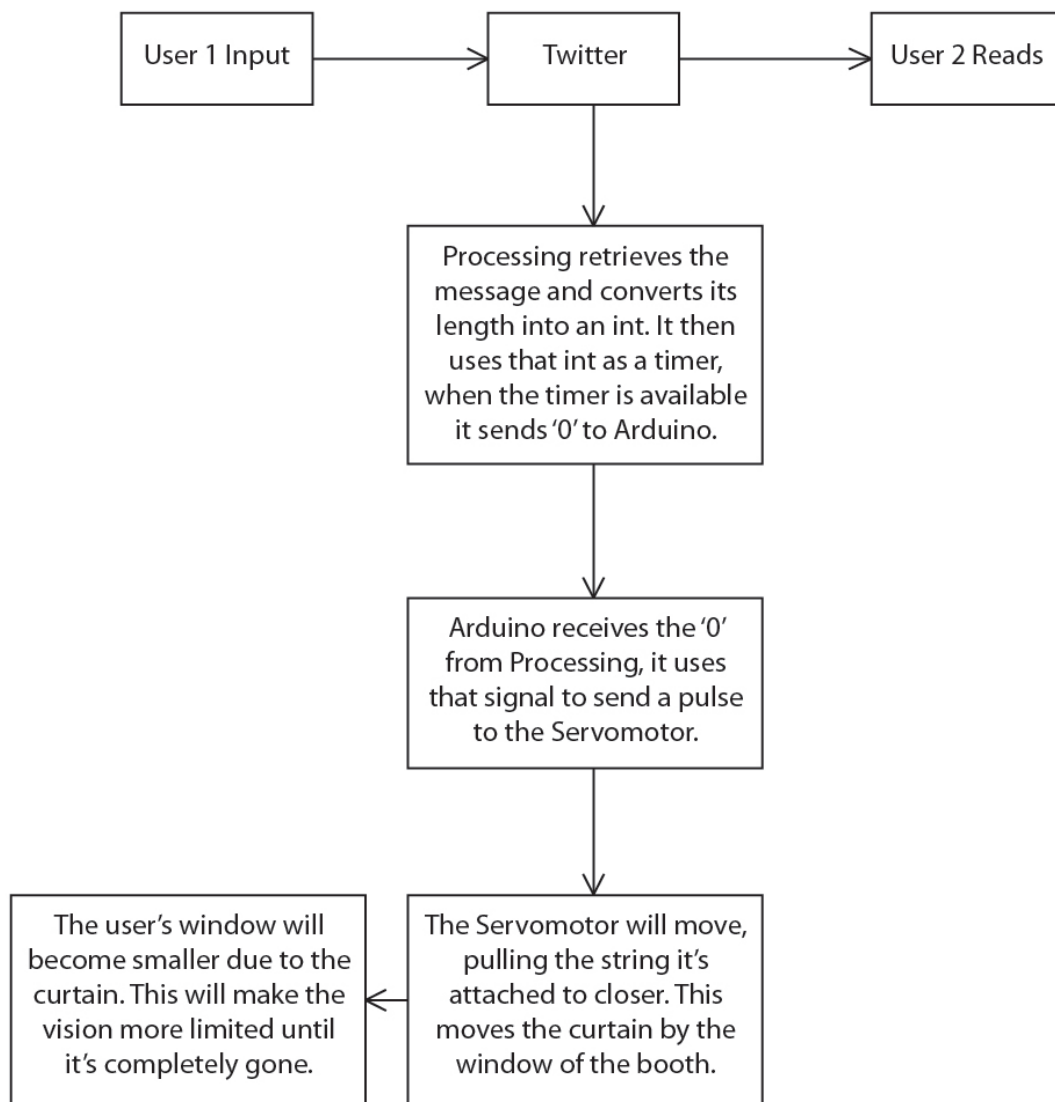 User 1 Input
Twitter
User 2 Reads
Processing retrieves the
message and converts its
length into an int. It then
uses that int as a timer,
when the timer is available
it sends ‘0’ to Arduino.
Arduino receives the ‘0’
from Processing, it uses
that signal to send a pulse
to the Servomotor.
The Servomotor will move,
pulling the string it’s
attached to closer. This
moves the curtain by the
window of the booth.
The user’s window will
become smaller due to the
curtain. This will make the
vision more limited until
it’s completely gone.